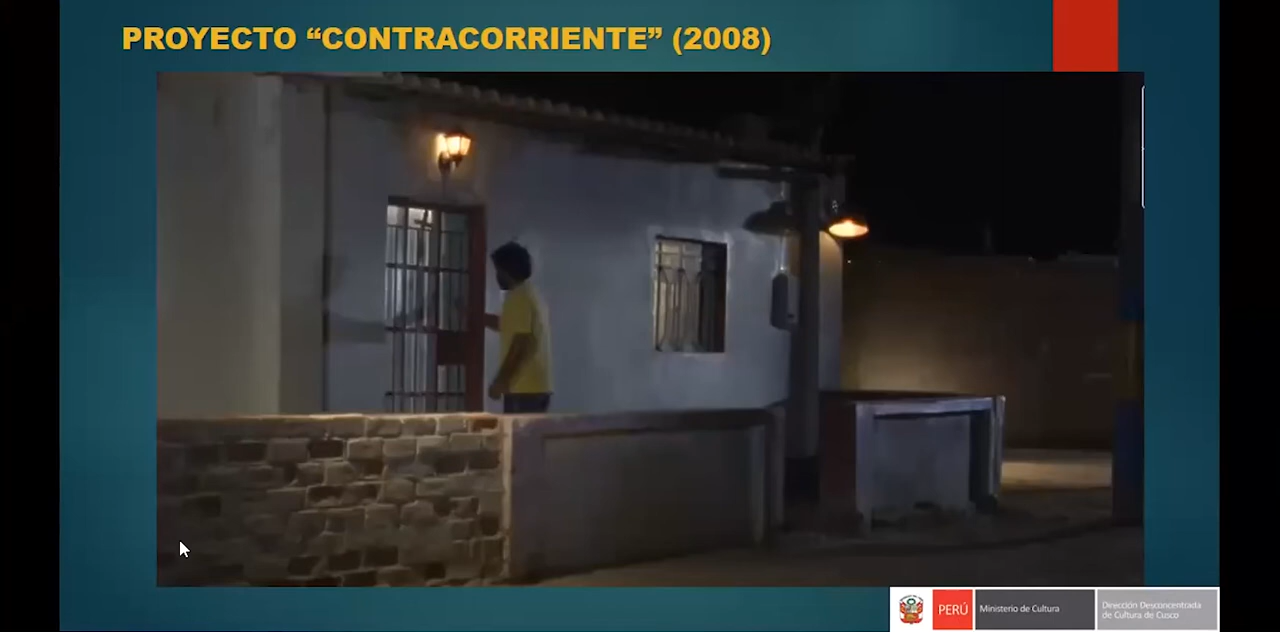 PROYECTO “CONTRACORRIENTE” (2008)
PERÚ
Ministerio de Cultura
Dirección Desconcentrada
de Cultura de Cusco